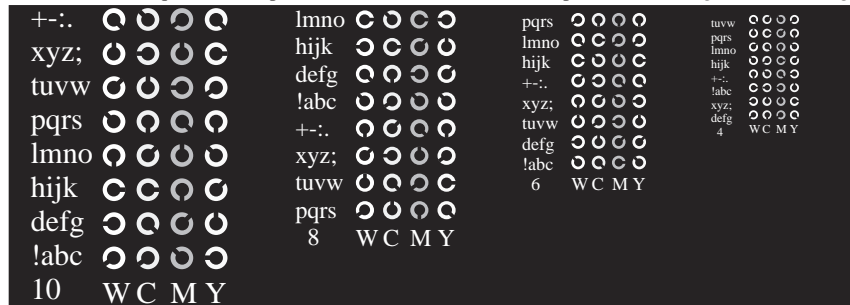 +-:.
xyz;
tuvw
pqrs
lmno
hijk
defg
!abc
10 W C M Y
lmno
hijk
defg
!abc
+-:.
xyz;
tuvw
pqrs
8 W C M Y
pqrs
lmno
hijk
+-:.
xyz;
tuvw
defg
!abc
6 W C M Y
tuvw
pqrs
lmno
hijk
+-:.
!abc
xyz;
defg
4 W C M Y